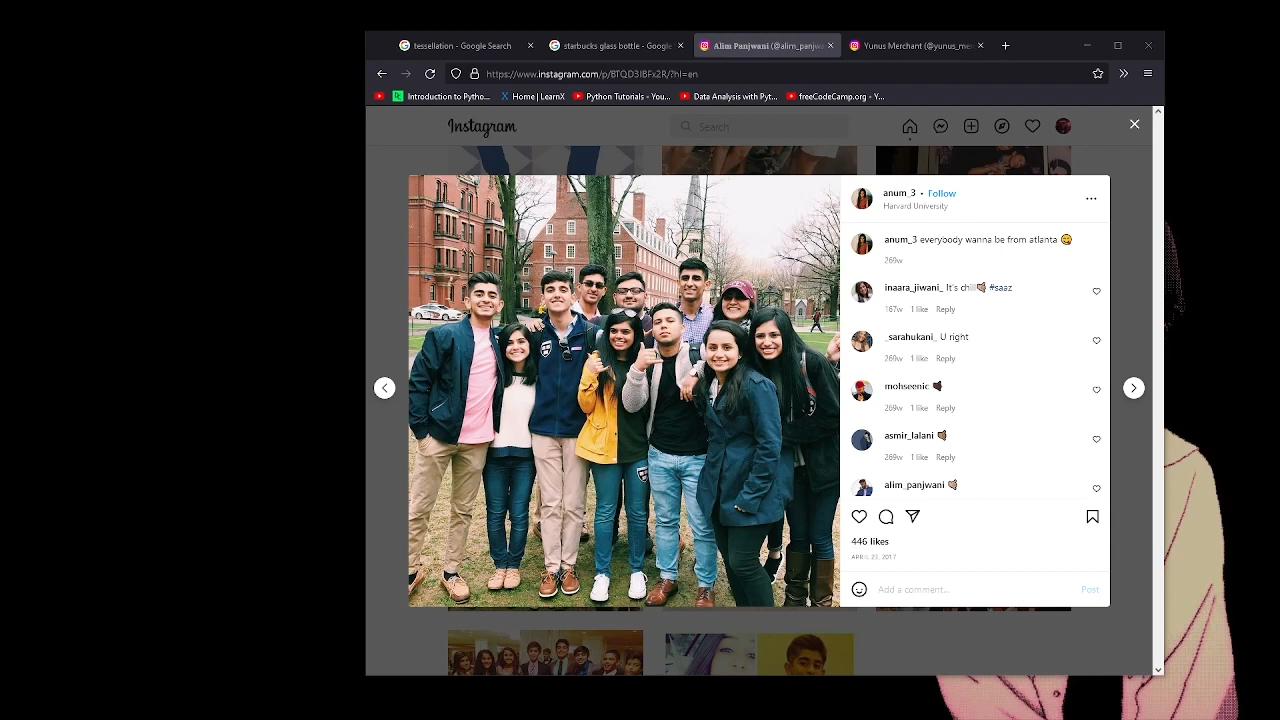 tessellation - Google Search
starbucks glass bottle - Google
Alim Panjwani (@alim_panjwa
Yunus Merchant (@yunus_me
https://www.instagram.com/p/BTQD3lBFx2R/?hl=en
Introduction to Pytho...
Home | LearnX
Python Tutorials - You...
Data Analysis with Pyt...
freeCodeCamp.org - Y...
Instagram
Search
anum_3 • Follow
Harvard University
anum_3 everybody wanna be from atlanta 😋
269w
inaara_jiwani_ It's chill #saaz
167w 1 like Reply
_sarahukani_ U right
269w 1 like Reply
mohseenic
269w 1 like Reply
asmir_lalani
269w 1 like Reply
alim_panjwani
446 likes
APRIL 23, 2017
Add a comment...
Post